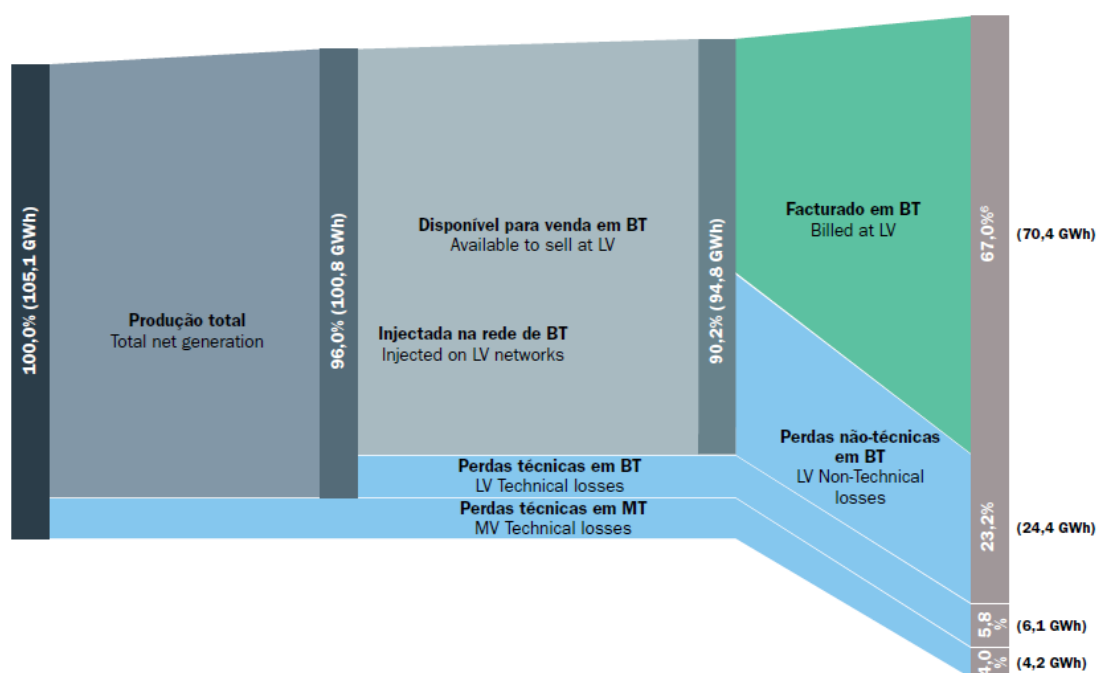 100,0% (105,1 GWh)
Produção total
Total net generation
96,0% (100,8 GWh)
Disponível para venda em BT
Available to sell at LV
Injectada na rede de BT
Injected on LV networks
Perdas técnicas em BT
LV Technical losses
Perdas técnicas em MT
MV Technical losses
90,2% (94,8 GWh)
Facturado em BT
Billed at LV
Perdas não-técnicas
em BT
LV Non-Technical
losses
67,0%⁶
(70,4 GWh)
23,2%
(24,4 GWh)
5,8
%
(6,1 GWh)
4,0
%
(4,2 GWh)